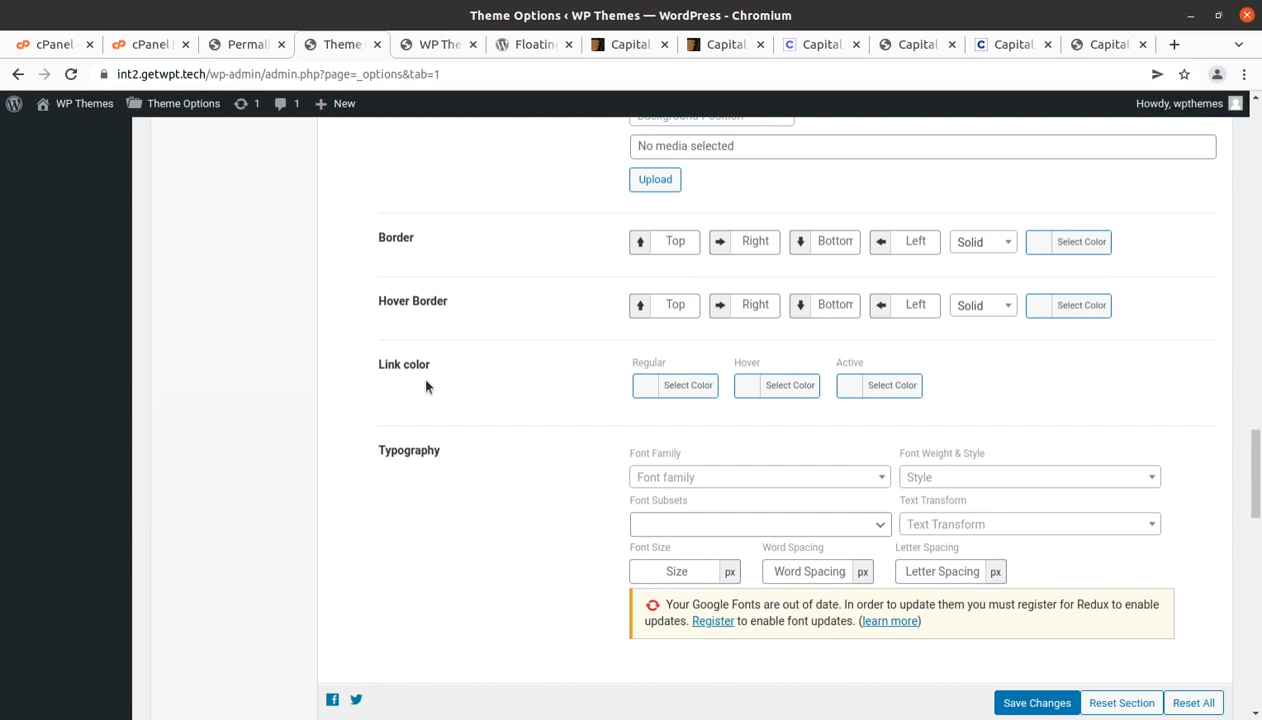 Theme Options ‹ WP Themes — WordPress - Chromium
cPanel - cPanel F Permali Theme WP The Floatin Capital Capital Capital Capital Capital Capital
int2.getwpt.tech/wp-admin/admin.php?page=_options&tab=1
WP Themes Theme Options 1 1 New Howdy, wpthemes
Background Position
No media selected
Upload
Border Top Right Bottom Left Solid Select Color
Hover Border Top Right Bottom Left Solid Select Color
Link color
Regular Hover Active
Select Color Select Color Select Color
Typography
Font Family Font Weight & Style
Font family Style
Font Subsets Text Transform
Text Transform
Font Size Word Spacing Letter Spacing
Size px Word Spacing px Letter Spacing px
Your Google Fonts are out of date. In order to update them you must register for Redux to enable
updates. Register to enable font updates. (learn more)
Save Changes Reset Section Reset All